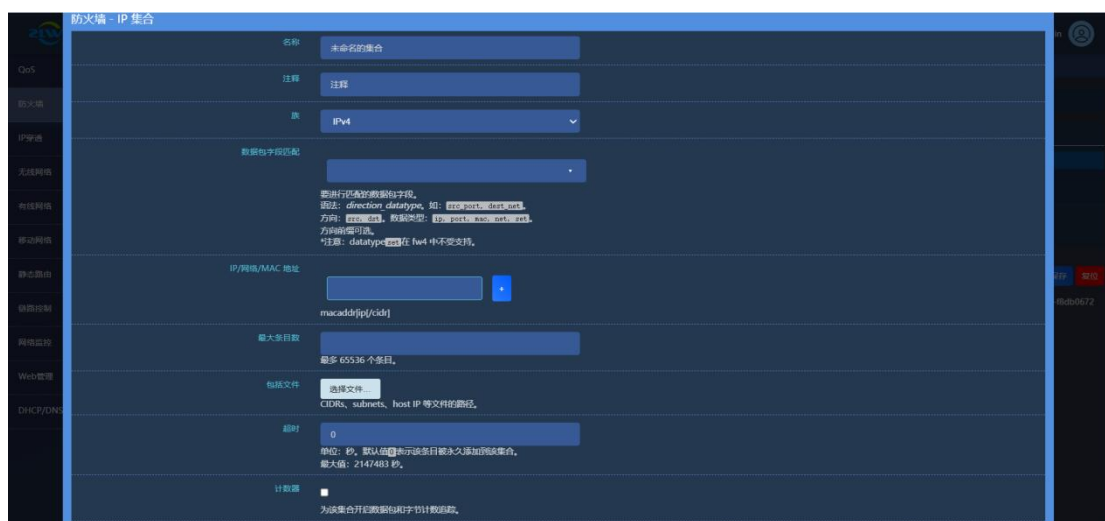 防火墙 - IP 集合
ZLW
in
QoS
防火墙
IP穿透
无线网络
有线网络
移动网络
静态路由
链路控制
网络监控
Web管理
DHCP/DNS
名称
未命名的集合
注释
注释
族
IPv4
数据包字段匹配
要进行匹配的数据包字段。
语法：direction_datatype。如：src_port, dest_net。
方向：src, dst。数据类型：ip, port, mac, net, set。
方向前缀可选。
*注意：datatype set 在 fw4 中不受支持。
IP/网络/MAC 地址
+
macaddr|ip[/cidr]
最大条目数
最多 65536 个条目。
包括文件
选择文件...
CIDRs、subnets、host IP 等文件的路径。
超时
0
单位：秒。默认值0表示该条目被永久添加到该集合。
最大值：2147483 秒。
计数器
为该集合开启数据包和字节计数追踪。
保存
复位